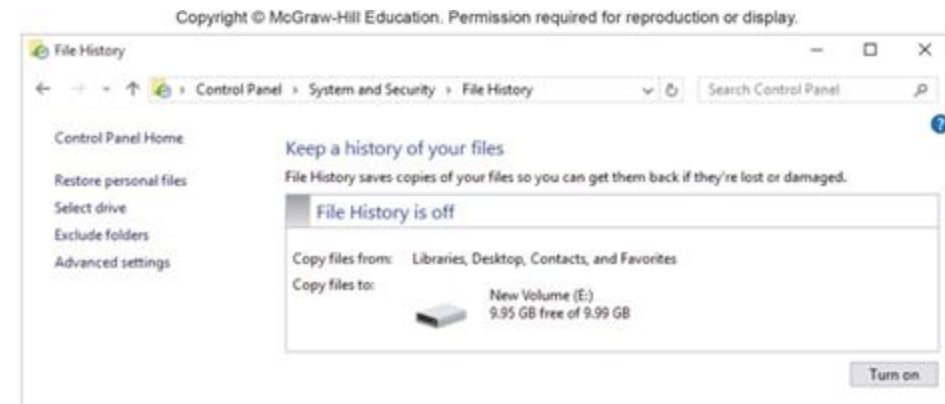 Copyright © McGraw-Hill Education. Permission required for reproduction or display.
File History
Control Panel › System and Security › File History
Search Control Panel
?
Control Panel Home
Restore personal files
Select drive
Exclude folders
Advanced settings
Keep a history of your files
File History saves copies of your files so you can get them back if they're lost or damaged.
File History is off
Copy files from: Libraries, Desktop, Contacts, and Favorites
Copy files to:
New Volume (E:)
9.95 GB free of 9.99 GB
Turn on